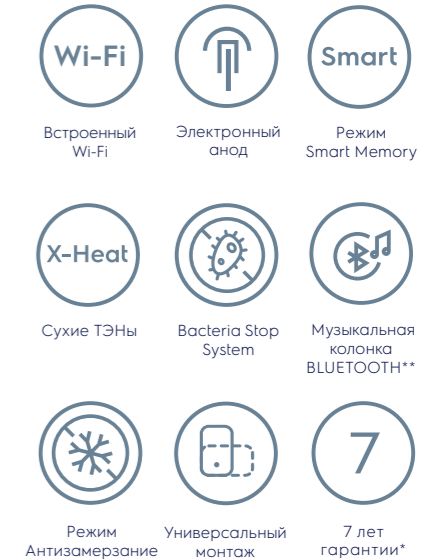 Wi-Fi
Smart
Встроенный
Wi-Fi
Электронный
анод
Режим
Smart Memory
X-Heat
Сухие ТЭНы
Bacteria Stop
System
Музыкальная
колонка
BLUETOOTH**
7
Режим
Антизамерзание
Универсальный
монтаж
7 лет
гарантии*